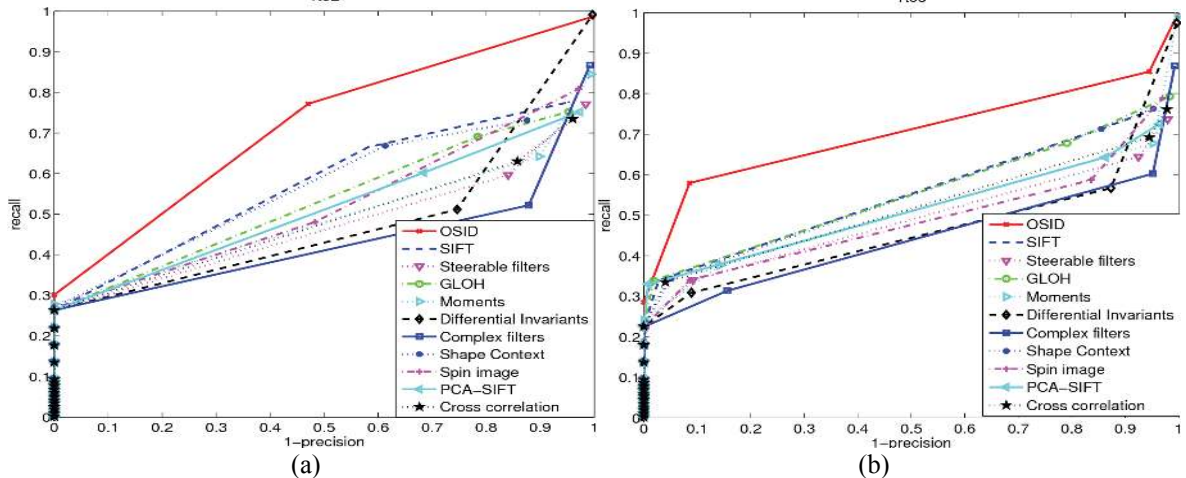 1
0.9
0.8
0.7
0.6
0.5
0.4
0.3
0.2
0.1
0
recall
0 0.1 0.2 0.3 0.4 0.5 0.6 0.7 0.8 0.9 1
1-precision
OSID
SIFT
Steerable filters
GLOH
Moments
Differential Invariants
Complex filters
Shape Context
Spin image
PCA-SIFT
Cross correlation
(a)
1
0.9
0.8
0.7
0.6
0.5
0.4
0.3
0.2
0.1
0
recall
0 0.1 0.2 0.3 0.4 0.5 0.6 0.7 0.8 0.9 1
1-precision
OSID
SIFT
Steerable filters
GLOH
Moments
Differential Invariants
Complex filters
Shape Context
Spin image
PCA-SIFT
Cross correlation
(b)